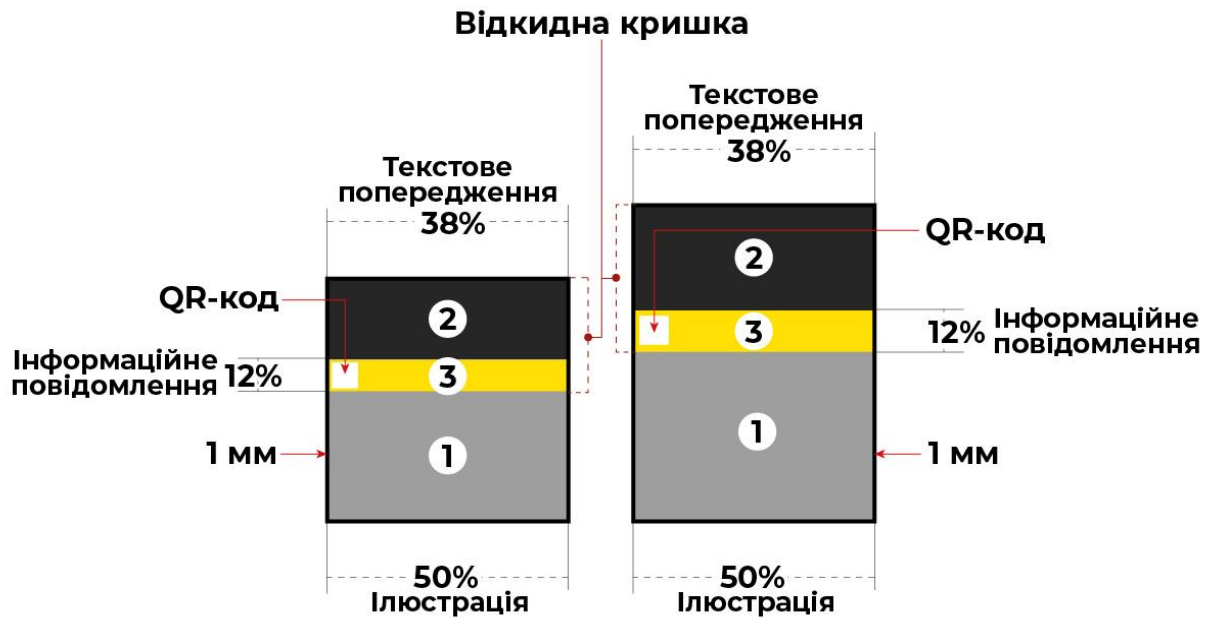 Відкидна кришка
Текстове
попередження
38%
QR-код
2
3
Інформаційне
повідомлення
12%
1
1 мм
50%
Ілюстрація
Текстове
попередження
38%
QR-код
2
3
12%
Інформаційне
повідомлення
1
1 мм
50%
Ілюстрація